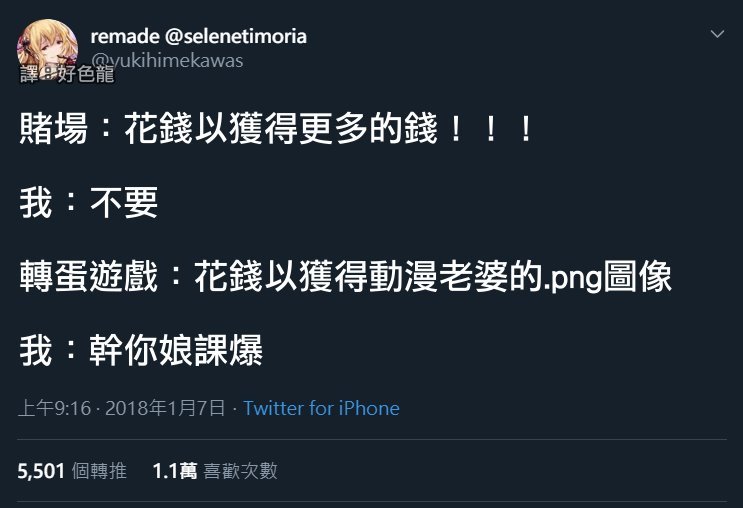 remade @selenetimoria
@yukihimekawas
譯者好色龍
賭場：花錢以獲得更多的錢！！！
我：不要
轉蛋遊戲：花錢以獲得動漫老婆的.png圖像
我：幹你娘課爆
上午9:16 · 2018年1月7日 · Twitter for iPhone
5,501 個轉推 1.1萬 喜歡次數